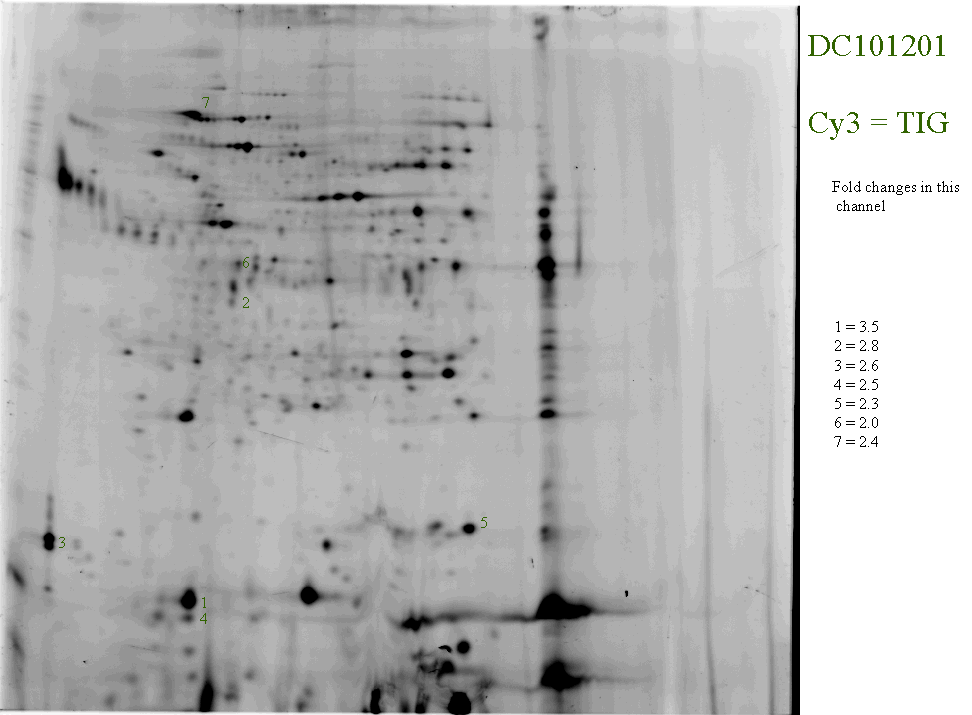 DC101201
Cy3 = TIG
Fold changes in this
channel
1 = 3.5
2 = 2.8
3 = 2.6
4 = 2.5
5 = 2.3
6 = 2.0
7 = 2.4
7
6
2
5
3
1
4